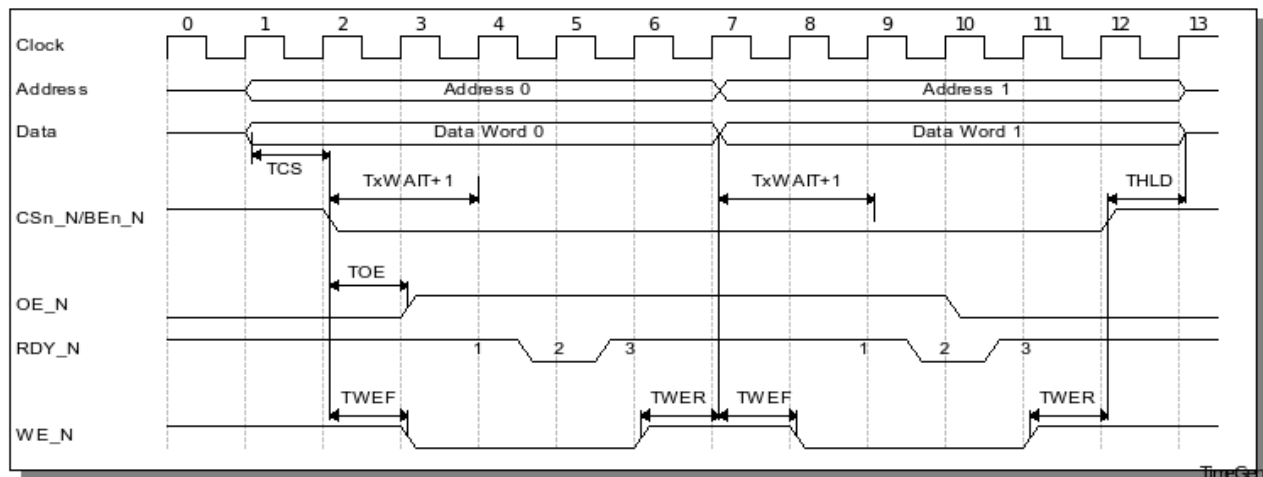 0 1 2 3 4 5 6 7 8 9 10 11 12 13
Clock
Address Address 0 Address 1
Data Data Word 0 Data Word 1
TCS
TxWAIT+1 TxWAIT+1 THLD
CSn_N/BEn_N
TOE
OE_N
RDY_N 1 2 3 1 2 3
TWEF TWER TWEF TWER
WE_N